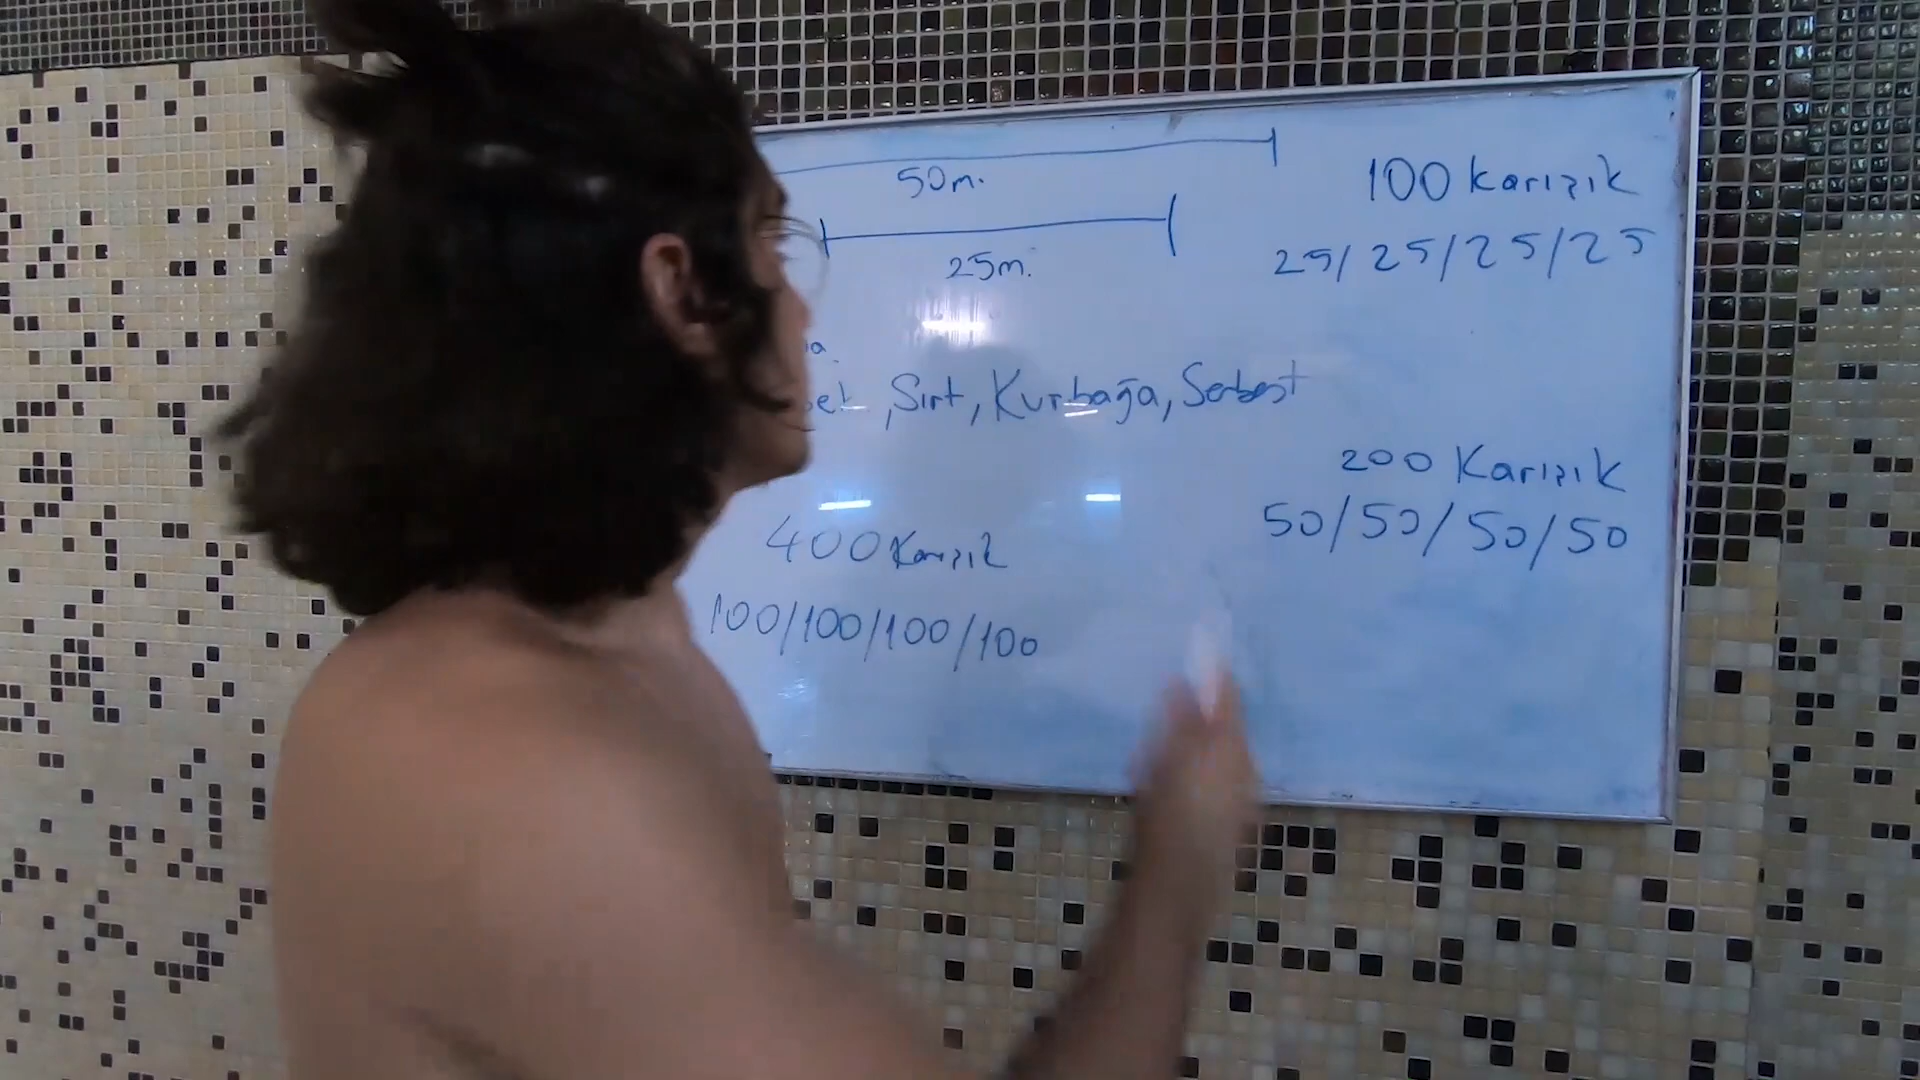 50m.
25m.
100 Karışık
25/25/25/25
, Sırt, Kurbağa, Serbest
200 Karışık
50/50/50/50
400 Karışık
100/100/100/100